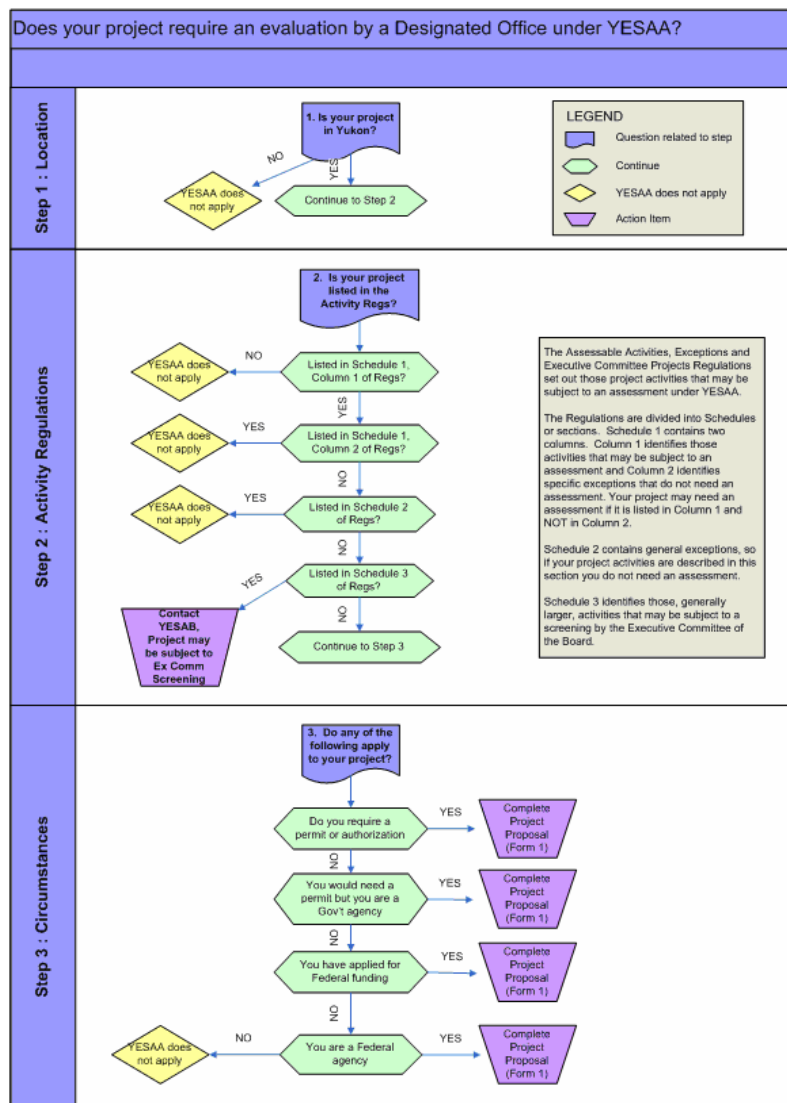 Does your project require an evaluation by a Designated Office under YESAA?
Step 1 : Location
1. Is your project
in Yukon?
NO
YES
YESAA does
not apply
Continue to Step 2
LEGEND
Question related to step
Continue
YESAA does not apply
Action Item
Step 2 : Activity Regulations
2. Is your project
listed in the
Activity Regs?
YESAA does
not apply
NO
Listed in Schedule 1,
Column 1 of Regs?
YES
YESAA does
not apply
YES
Listed in Schedule 1,
Column 2 of Regs?
NO
YESAA does
not apply
YES
Listed in Schedule 2
of Regs?
NO
YES
Listed in Schedule 3
of Regs?
NO
Contact
YESAB,
Project may
be subject to
Ex Comm
Screening
Continue to Step 3
The Assessable Activities, Exceptions and
Executive Committee Projects Regulations
set out those project activities that may be
subject to an assessment under YESAA.
The Regulations are divided into Schedules
or sections. Schedule 1 contains two
columns. Column 1 identifies those
activities that may be subject to an
assessment and Column 2 identifies
specific exceptions that do not need an
assessment. Your project may need an
assessment if it is listed in Column 1 and
NOT in Column 2.
Schedule 2 contains general exceptions, so
if your project activities are described in this
section you do not need an assessment.
Schedule 3 identifies those, generally
larger, activities that may be subject to a
screening by the Executive Committee of
the Board.
Step 3 : Circumstances
3. Do any of the
following apply
to your project?
Do you require a
permit or authorization
YES
Complete
Project
Proposal
(Form 1)
NO
You would need a
permit but you are a
Gov't agency
YES
Complete
Project
Proposal
(Form 1)
NO
You have applied for
Federal funding
YES
Complete
Project
Proposal
(Form 1)
NO
YESAA does
not apply
NO
You are a Federal
agency
YES
Complete
Project
Proposal
(Form 1)